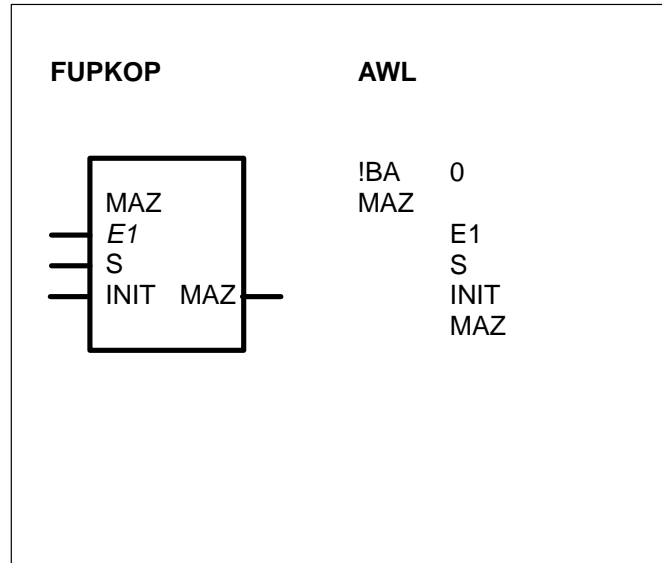 FUPKOP AWL
MAZ
E1
S
INIT MAZ
!BA 0
MAZ
E1
S
INIT
MAZ